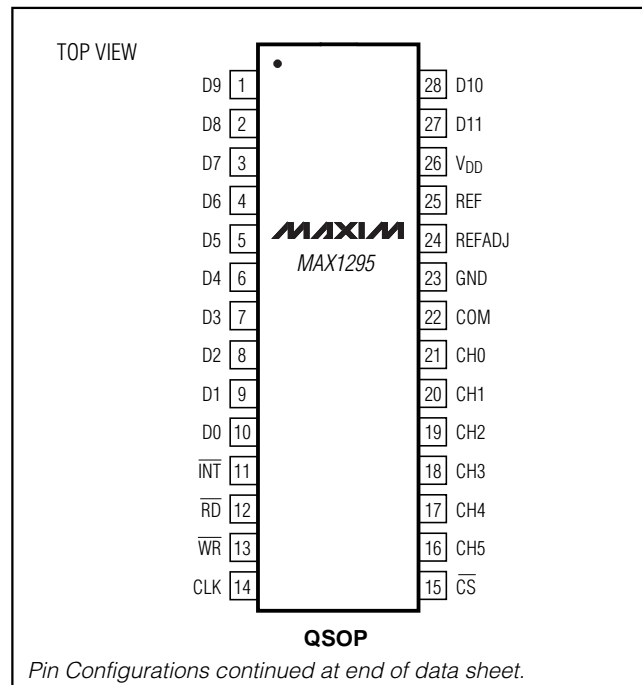 TOP VIEW
D9 1 28 D10
D8 2 27 D11
D7 3 26 VDD
D6 4 25 REF
D5 5 MAXIM 24 REFADJ
MAX1295
D4 6 23 GND
D3 7 22 COM
D2 8 21 CH0
D1 9 20 CH1
D0 10 19 CH2
INT 11 18 CH3
RD 12 17 CH4
WR 13 16 CH5
CLK 14 15 CS
QSOP
Pin Configurations continued at end of data sheet.